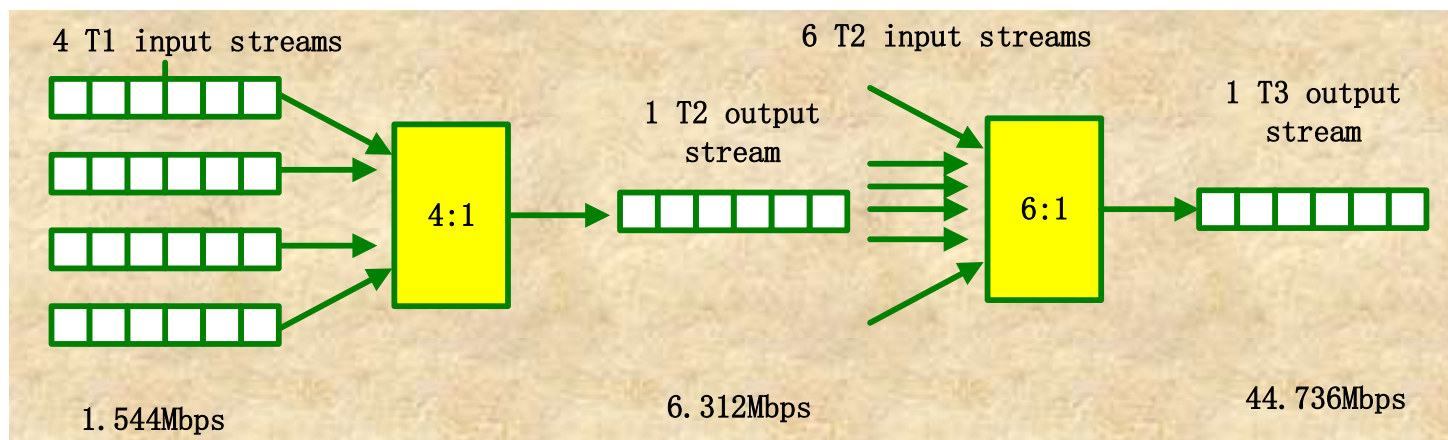 4 T1 input streams
4:1
1 T2 output
stream
6 T2 input streams
6:1
1 T3 output
stream
1.544Mbps
6.312Mbps
44.736Mbps